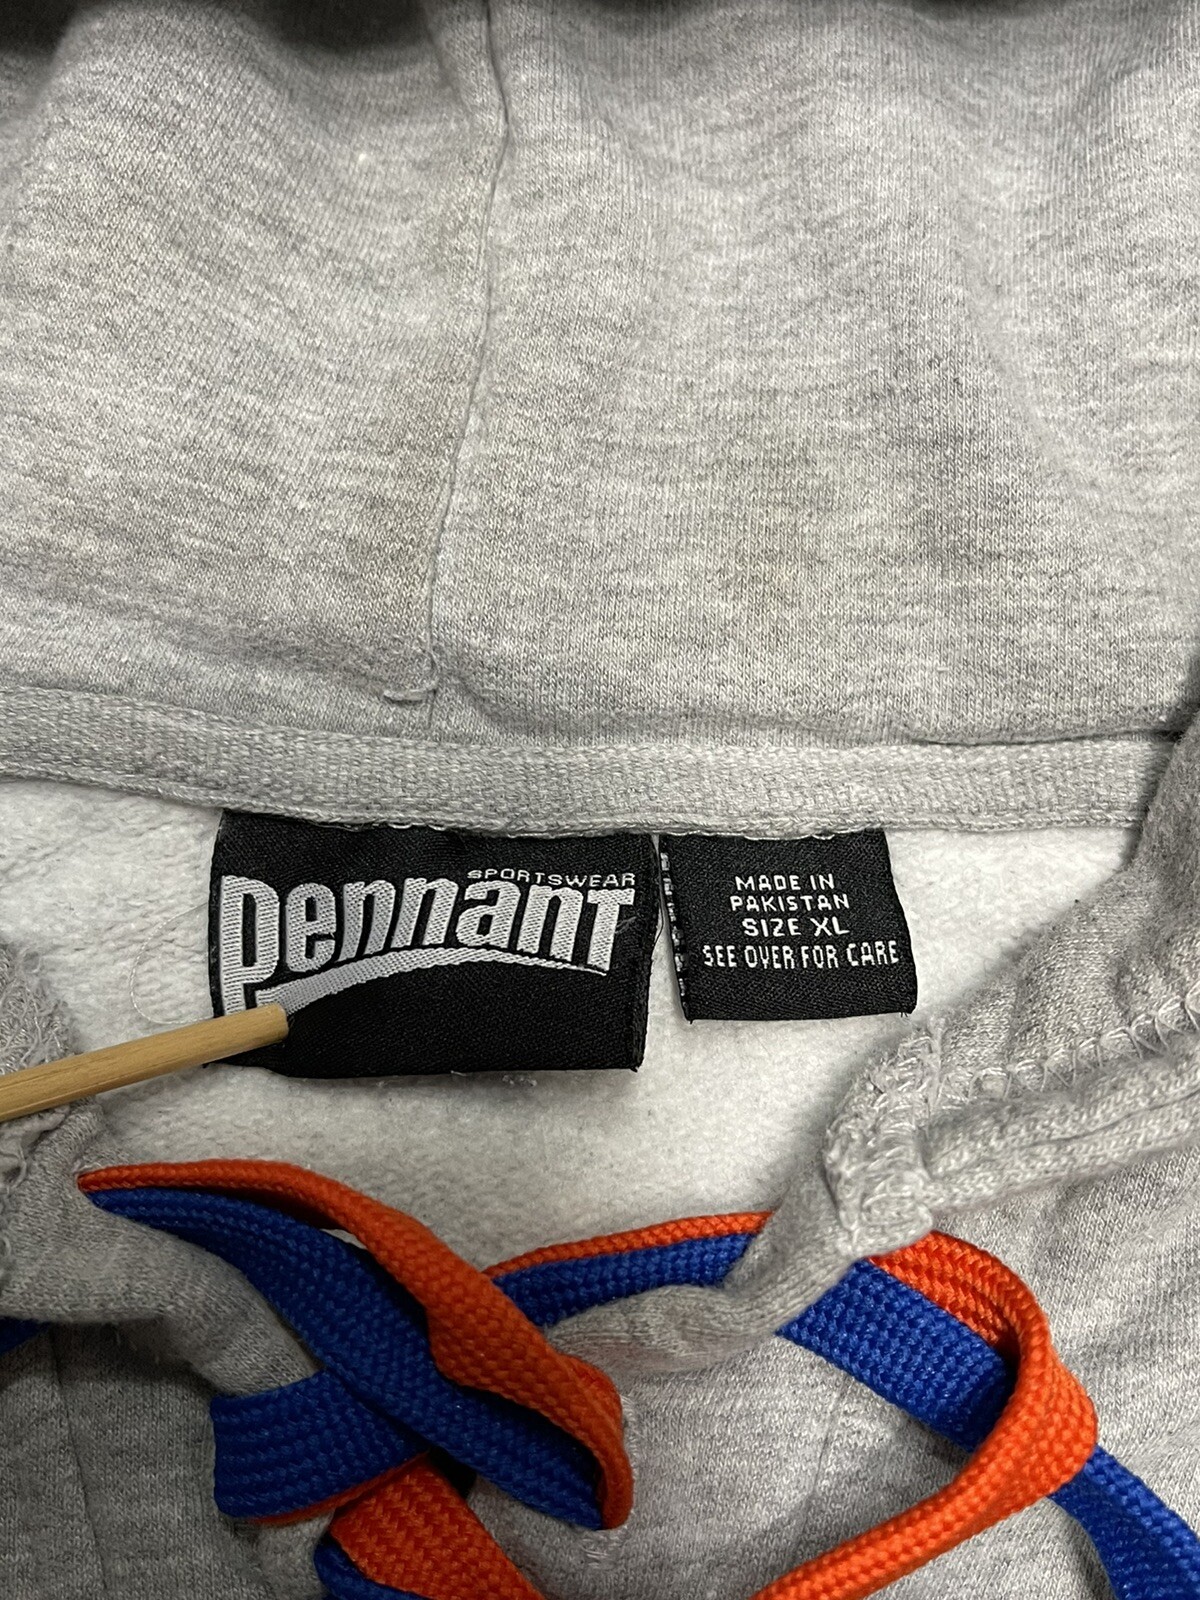 SPORTSWEAR
Pennant
MADE IN
PAKISTAN
SIZE XL
SEE OVER FOR CARE